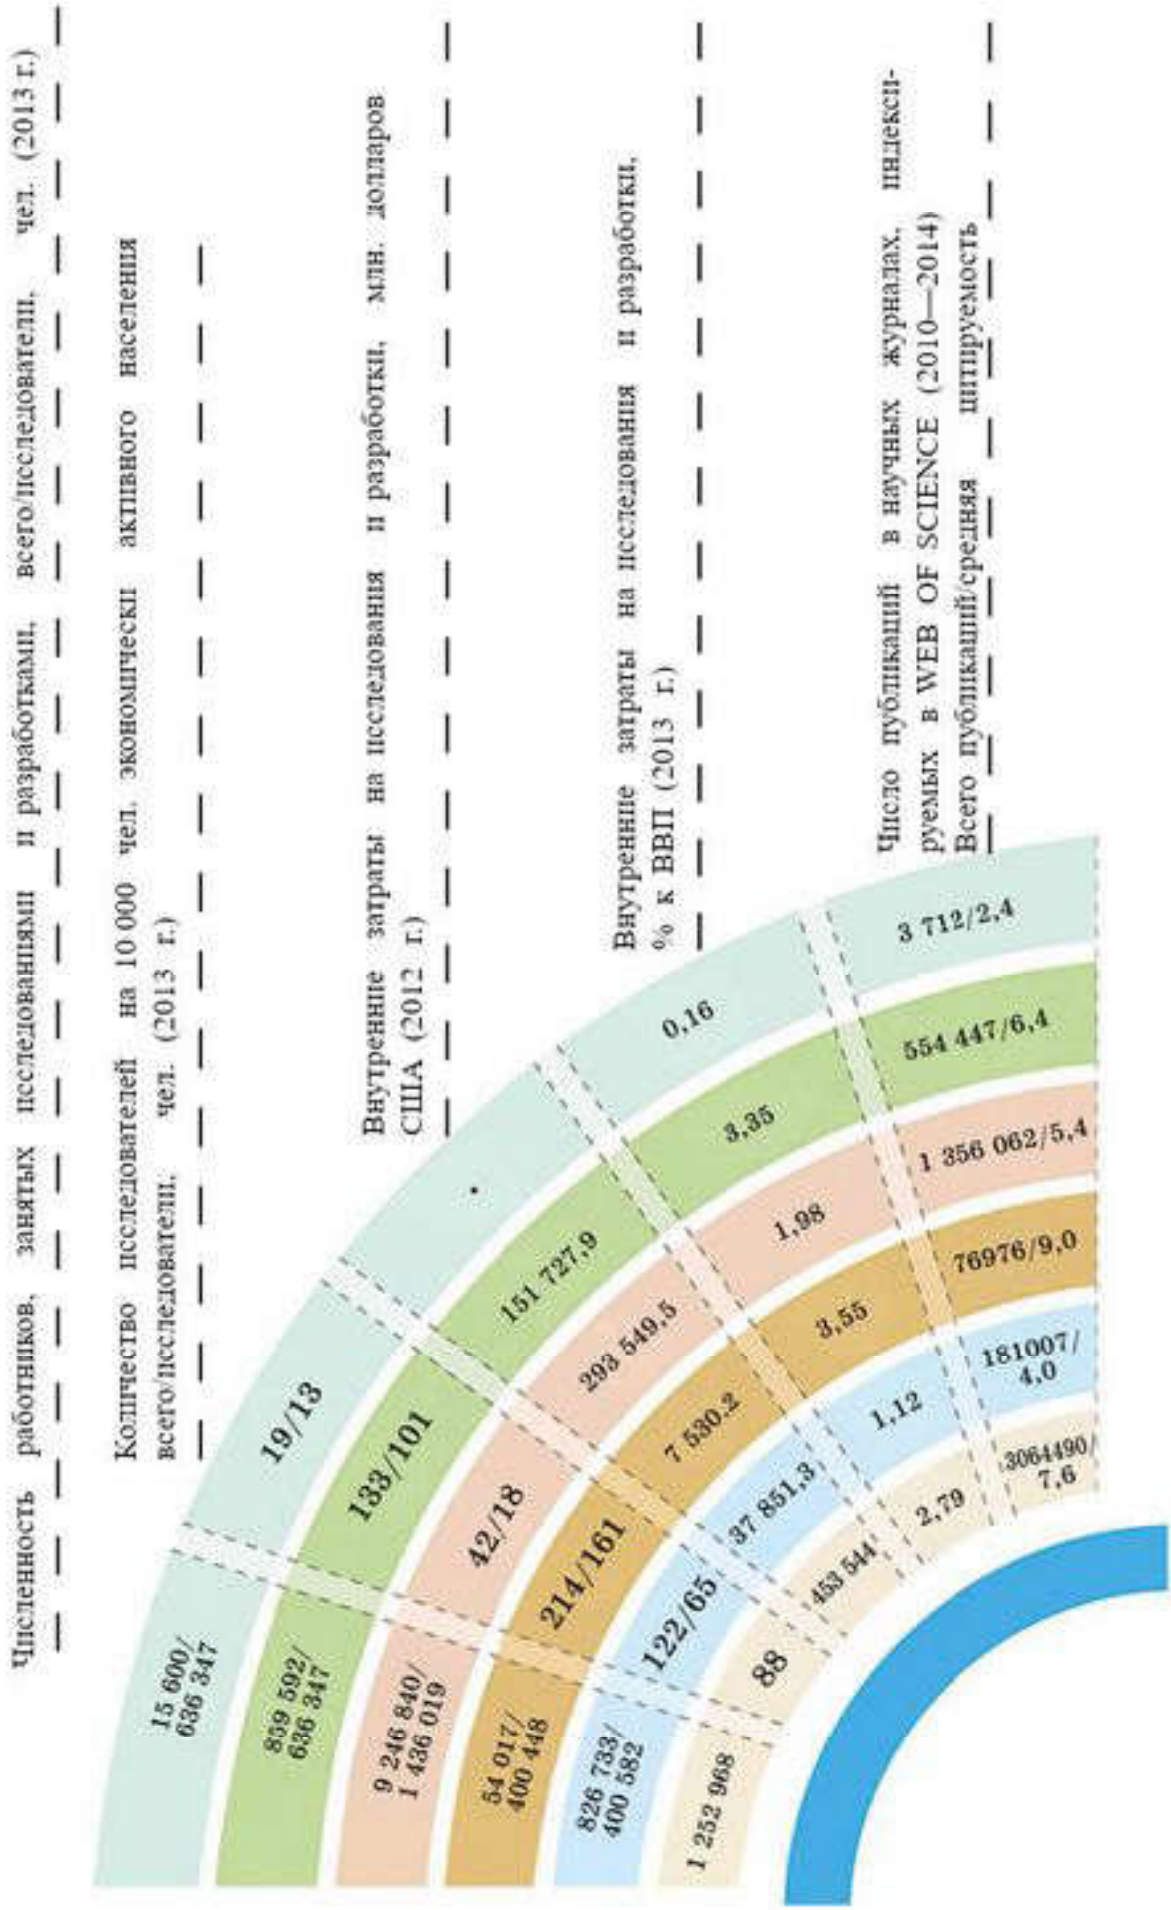 Численность работников, занятых исследованиями и разработками, всего/исследователи, чел. (2013 г.)
Количество исследователей на 10 000 чел. экономически активного населения
всего/исследователи, чел. (2013 г.)
Внутренние затраты на исследования и разработки, млн. долларов
США (2012 г.)
Внутренние затраты на исследования и разработки,
% к ВВП (2013 г.)
Число публикаций в научных журналах, индекси-
руемых в WEB OF SCIENCE (2010—2014)
Всего публикаций/средняя цитируемость
15 600/
636 347
19/13
0,16
3 712/2,4
859 592/
636 347
133/101
151 727,9
3,35
554 447/6,4
9 246 840/
1 436 019
42/18
293 549,5
1,98
1 356 062/5,4
54 017/
400 448
214/161
7 530,2
3,55
76976/9,0
826 733/
400 582
122/65
37 851,3
1,12
181007/
4,0
1 252 968
88
453 544
2,79
3064490/
7,6